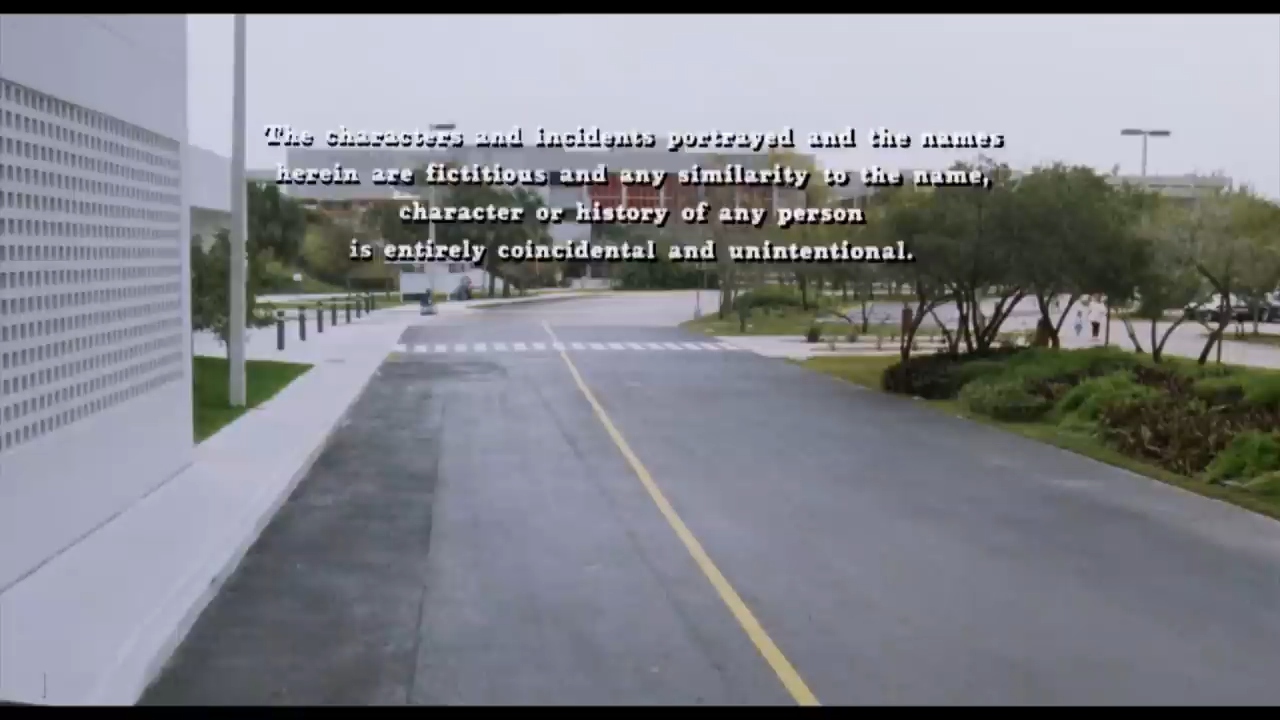 The characters and incidents portrayed and the names
herein are fictitious and any similarity to the name,
character or history of any person
is entirely coincidental and unintentional.